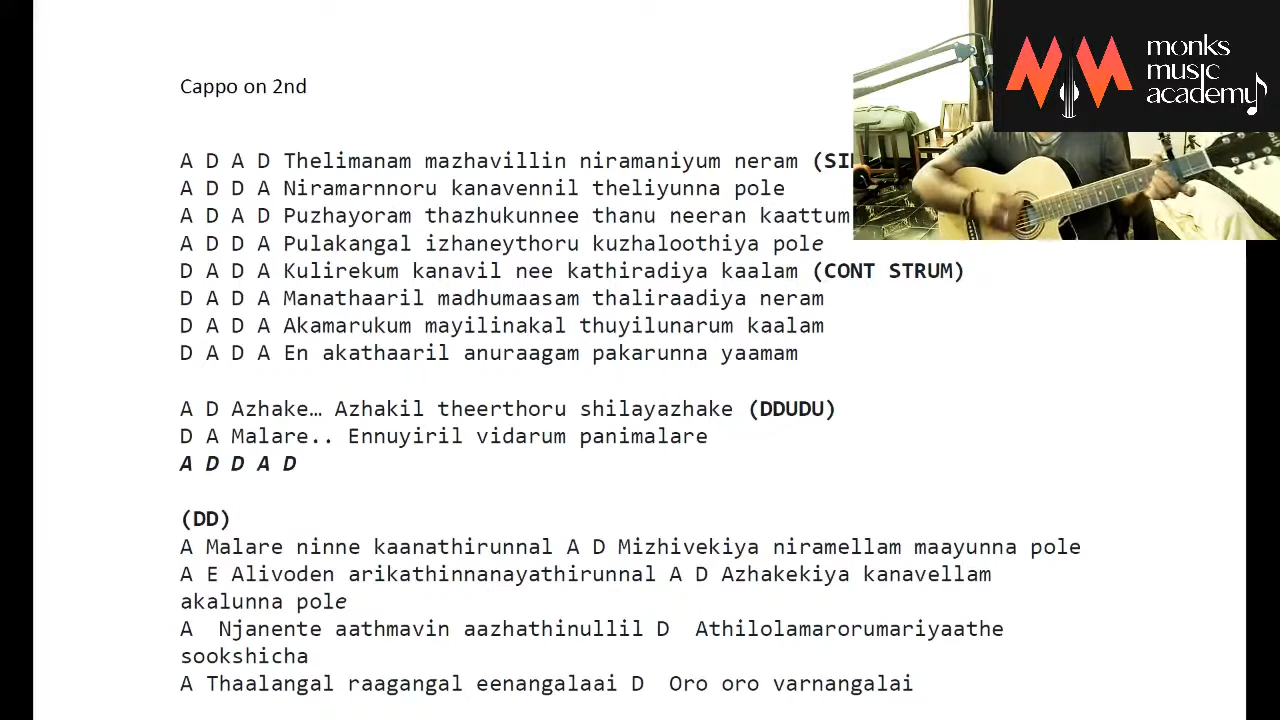 Cappo on 2nd
monks
music
academy
A D A D Thelimanam mazhavillin niramaniyum neram
A D D A Niramarnnoru kanavennil theliyunna pole
A D A D Puzhayoram thazhukunnee thanu neeran kaattum
A D D A Pulakangal izhaneythoru kuzhaloothiya pole
D A D A Kulirekum kanavil nee kathiradiya kaalam (CONT STRUM)
D A D A Manathaaril madhumaasam thaliraadiya neram
D A D A Akamarukum mayilinakal thuyilunarum kaalam
D A D A En akathaaril anuraagam pakarunna yaamam
A D Azhake… Azhakil theerthoru shilayazhake (DDUDU)
D A Malare.. Ennuyiril vidarum panimalare
A D D A D
(DD)
A Malare ninne kaanathirunnal A D Mizhivekiya niramellam maayunna pole
A E Alivoden arikathinnanayathirunnal A D Azhakekiya kanavellam
akalunna pole
A  Njanente aathmavin aazhathinullil D  Athilolamarorumariyaathe
sookshicha
A Thaalangal raagangal eenangalaai D  Oro oro varnangalai